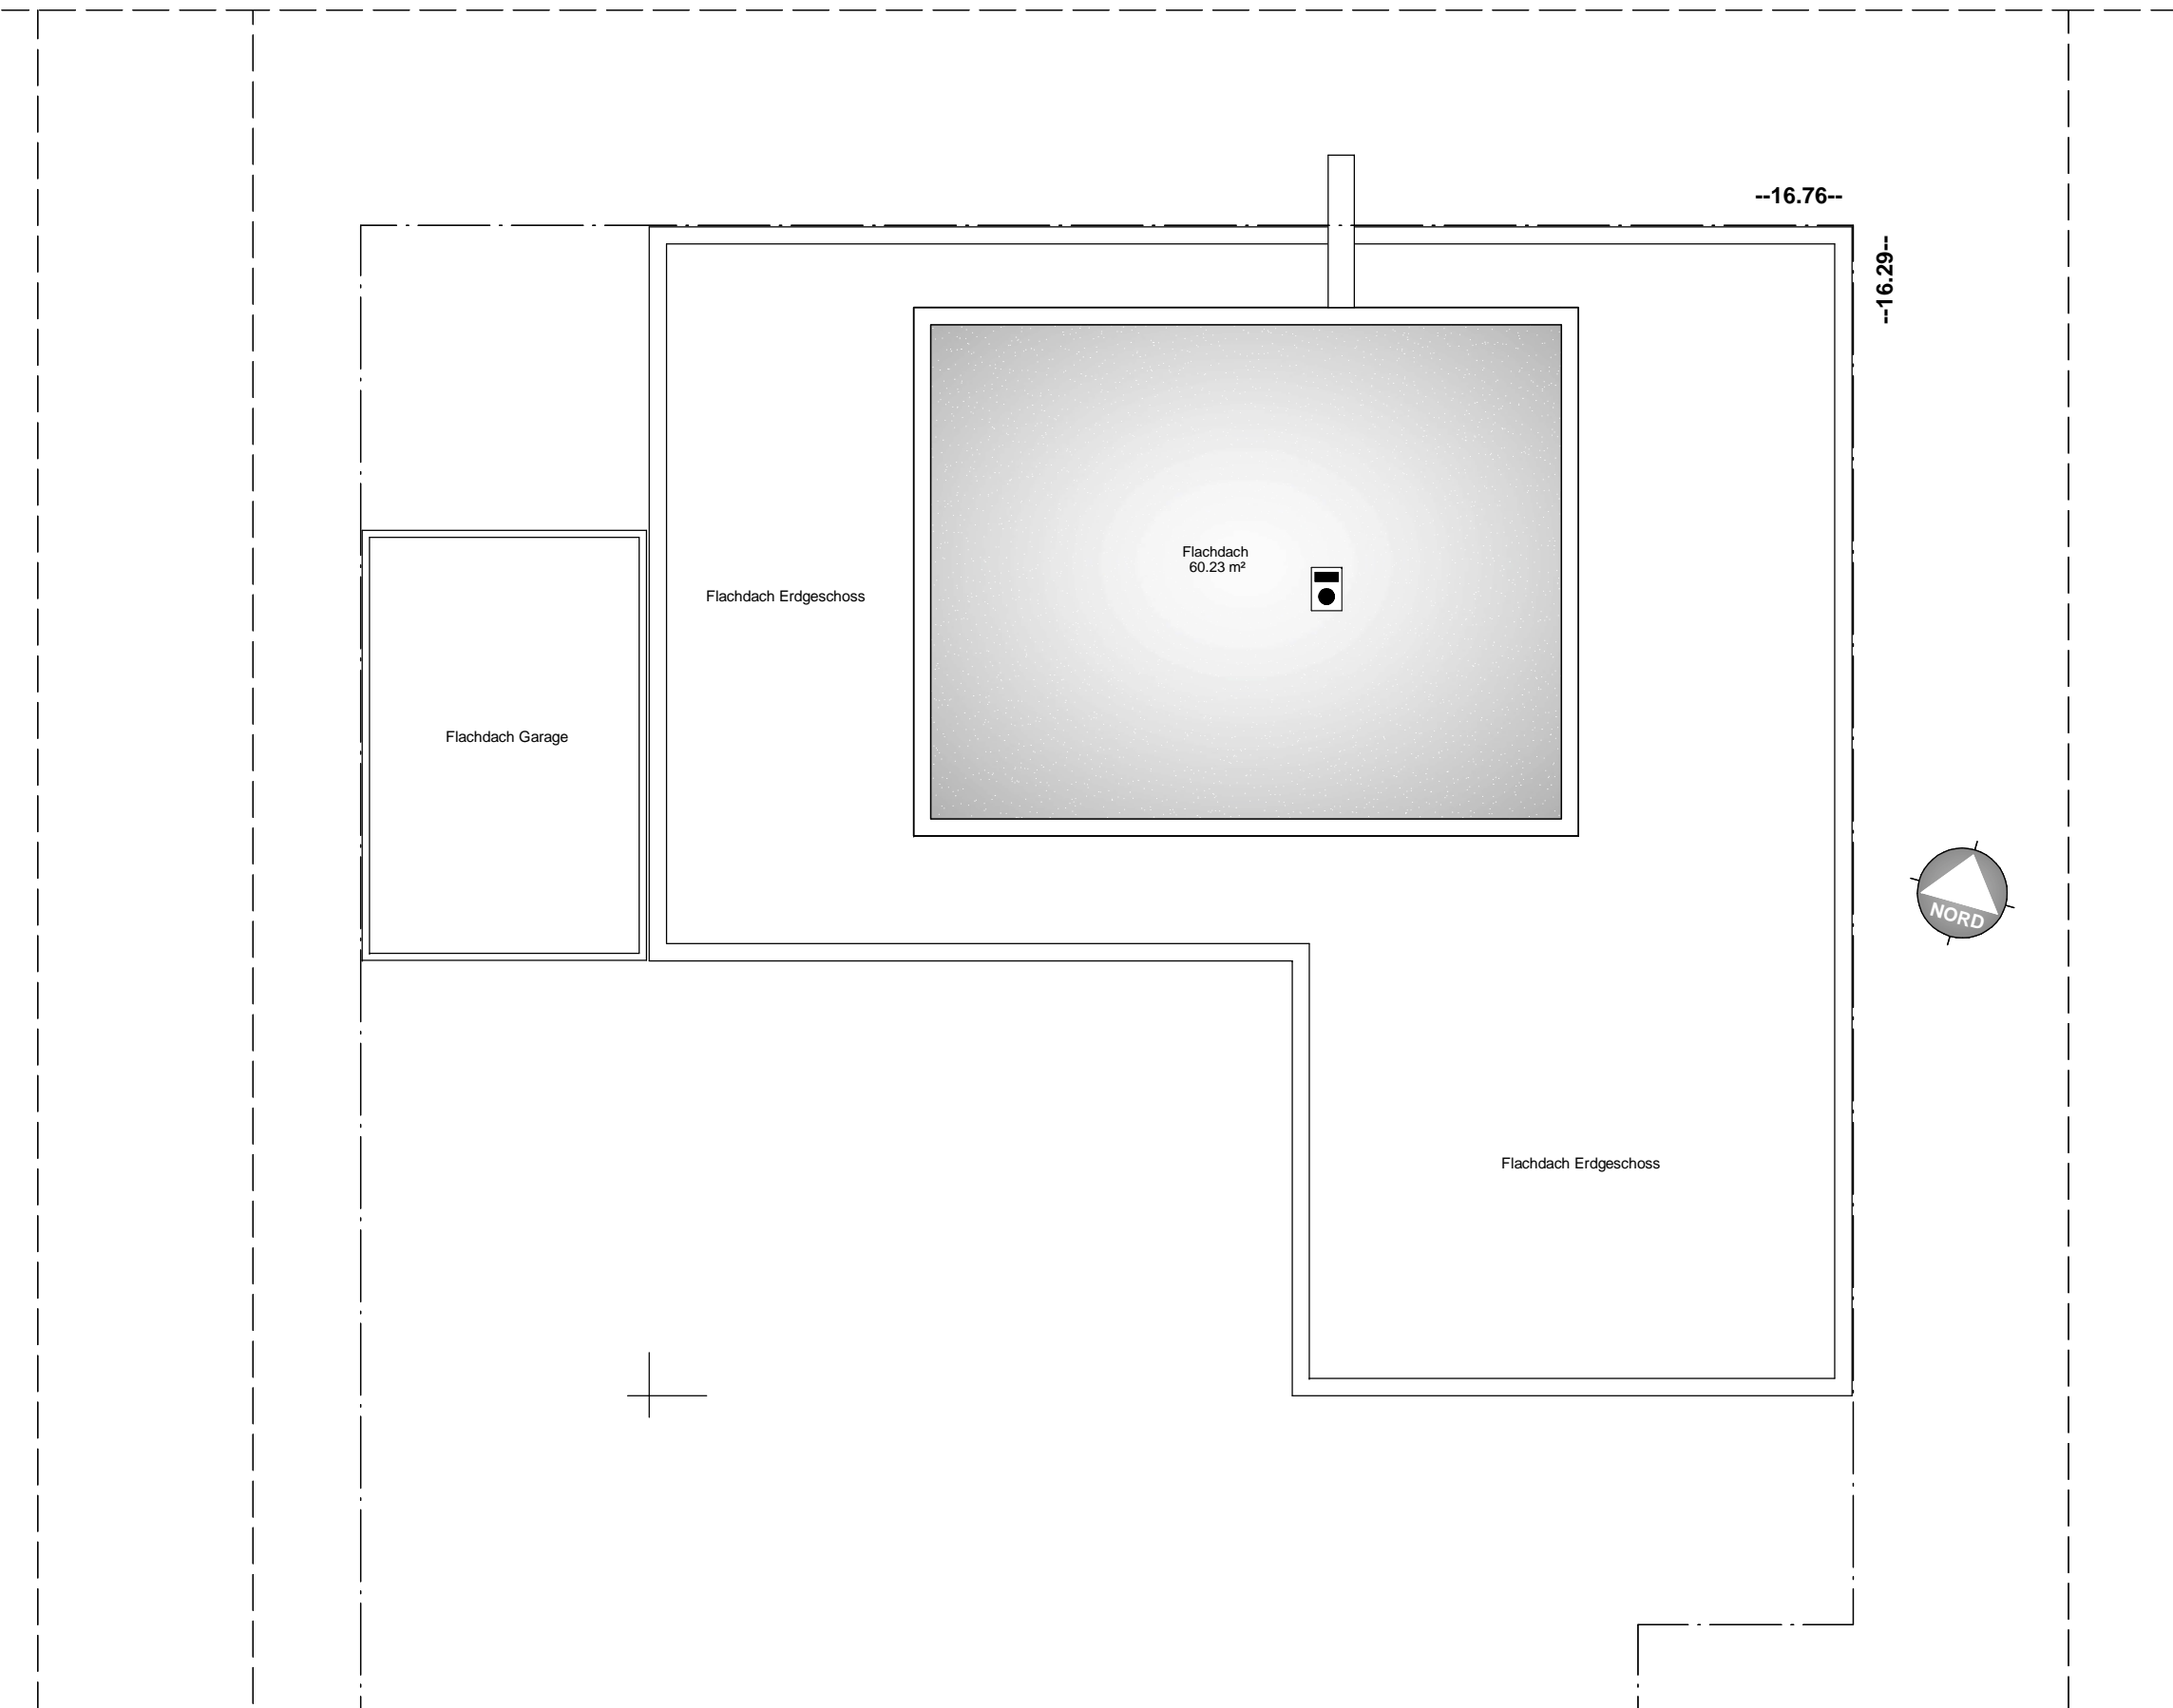 --16.76--
--16.29--
Flachdach
60.23 m²
Flachdach Erdgeschoss
Flachdach Garage
NORD
Flachdach Erdgeschoss